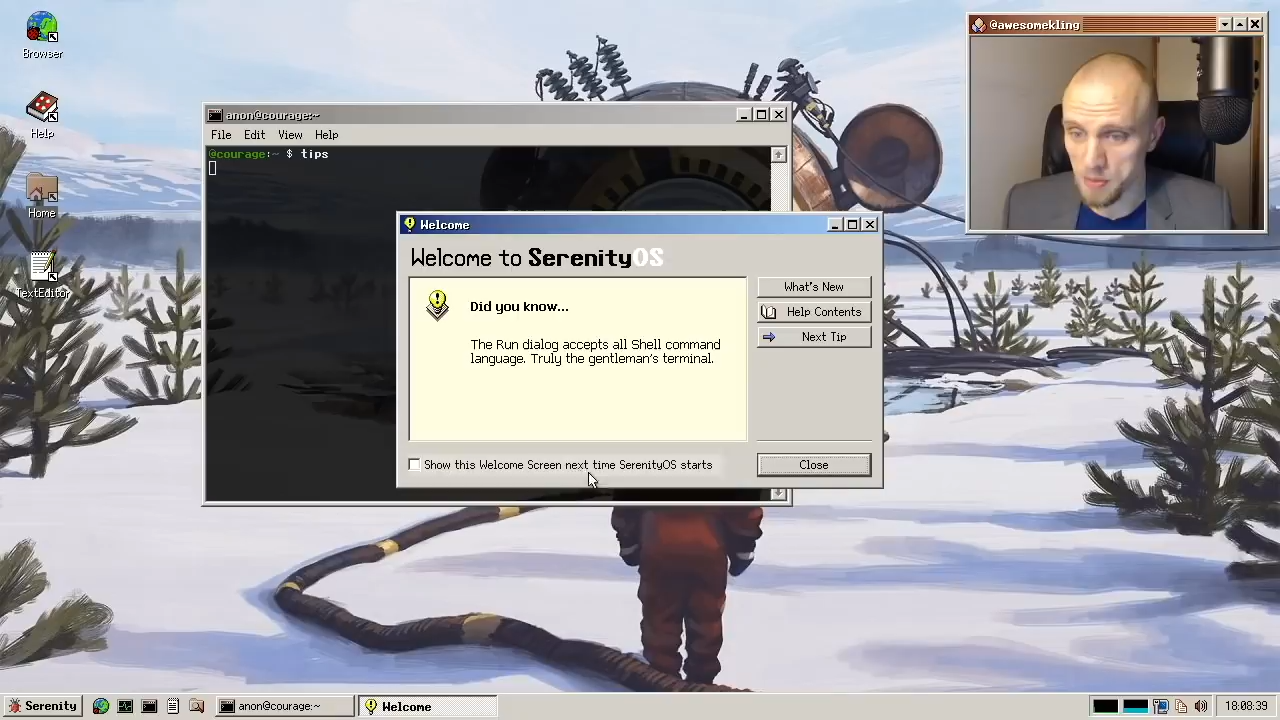 Browser
Help
Home
TextEditor
@awesomekling
anon@courage:~
File Edit View Help
@courage:~ $ tips
Welcome
Welcome to SerenityOS
Did you know...
The Run dialog accepts all Shell command
language. Truly the gentleman's terminal.
What's New
Help Contents
Next Tip
Show this Welcome Screen next time SerenityOS starts
Close
Serenity
anon@courage:~
Welcome
18:08:39